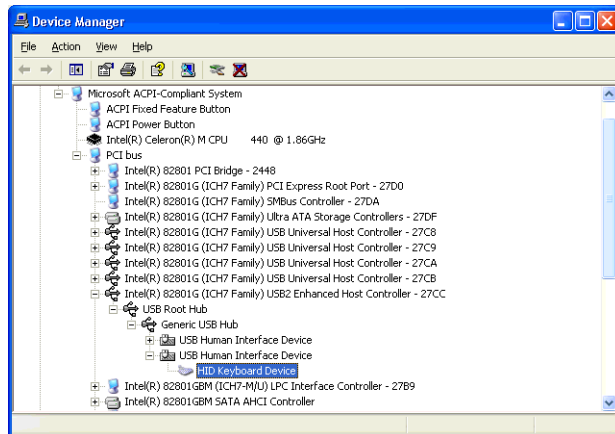 Device Manager
File Action View Help
Microsoft ACPI-Compliant System
ACPI Fixed Feature Button
ACPI Power Button
Intel(R) Celeron(R) M CPU 440 @ 1.86GHz
PCI bus
Intel(R) 82801 PCI Bridge - 2448
Intel(R) 82801G (ICH7 Family) PCI Express Root Port - 27D0
Intel(R) 82801G (ICH7 Family) SMBus Controller - 27DA
Intel(R) 82801G (ICH7 Family) Ultra ATA Storage Controllers - 27DF
Intel(R) 82801G (ICH7 Family) USB Universal Host Controller - 27C8
Intel(R) 82801G (ICH7 Family) USB Universal Host Controller - 27C9
Intel(R) 82801G (ICH7 Family) USB Universal Host Controller - 27CA
Intel(R) 82801G (ICH7 Family) USB Universal Host Controller - 27CB
Intel(R) 82801G (ICH7 Family) USB2 Enhanced Host Controller - 27CC
USB Root Hub
Generic USB Hub
USB Human Interface Device
USB Human Interface Device
HID Keyboard Device
Intel(R) 82801GBM (ICH7-M/U) LPC Interface Controller - 27B9
Intel(R) 82801GBM SATA AHCI Controller